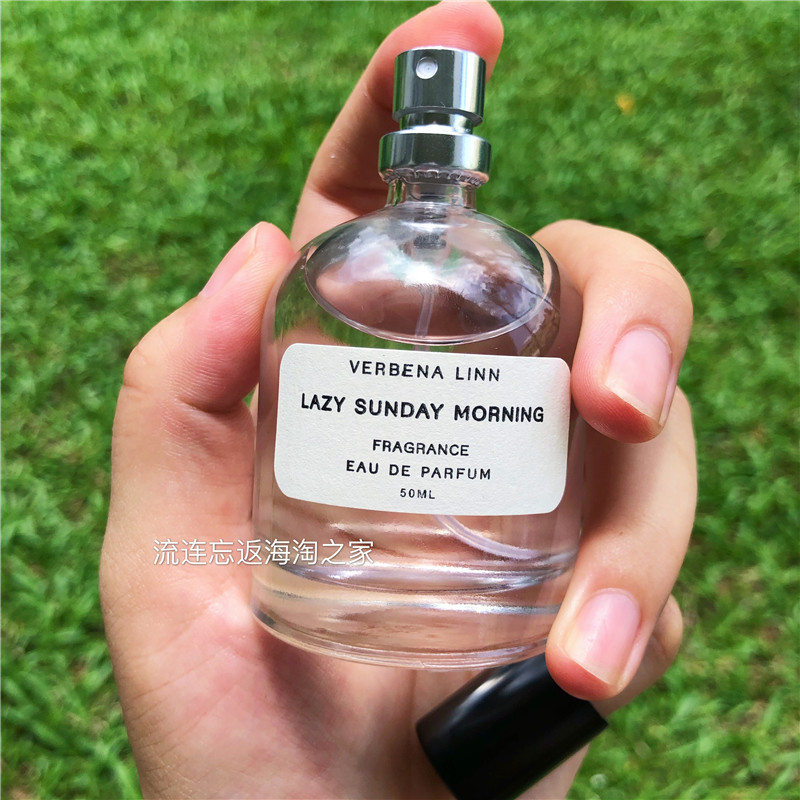 VERBENA LINN
LAZY SUNDAY MORNING
FRAGRANCE
EAU DE PARFUM
50ML
流连忘返海淘之家